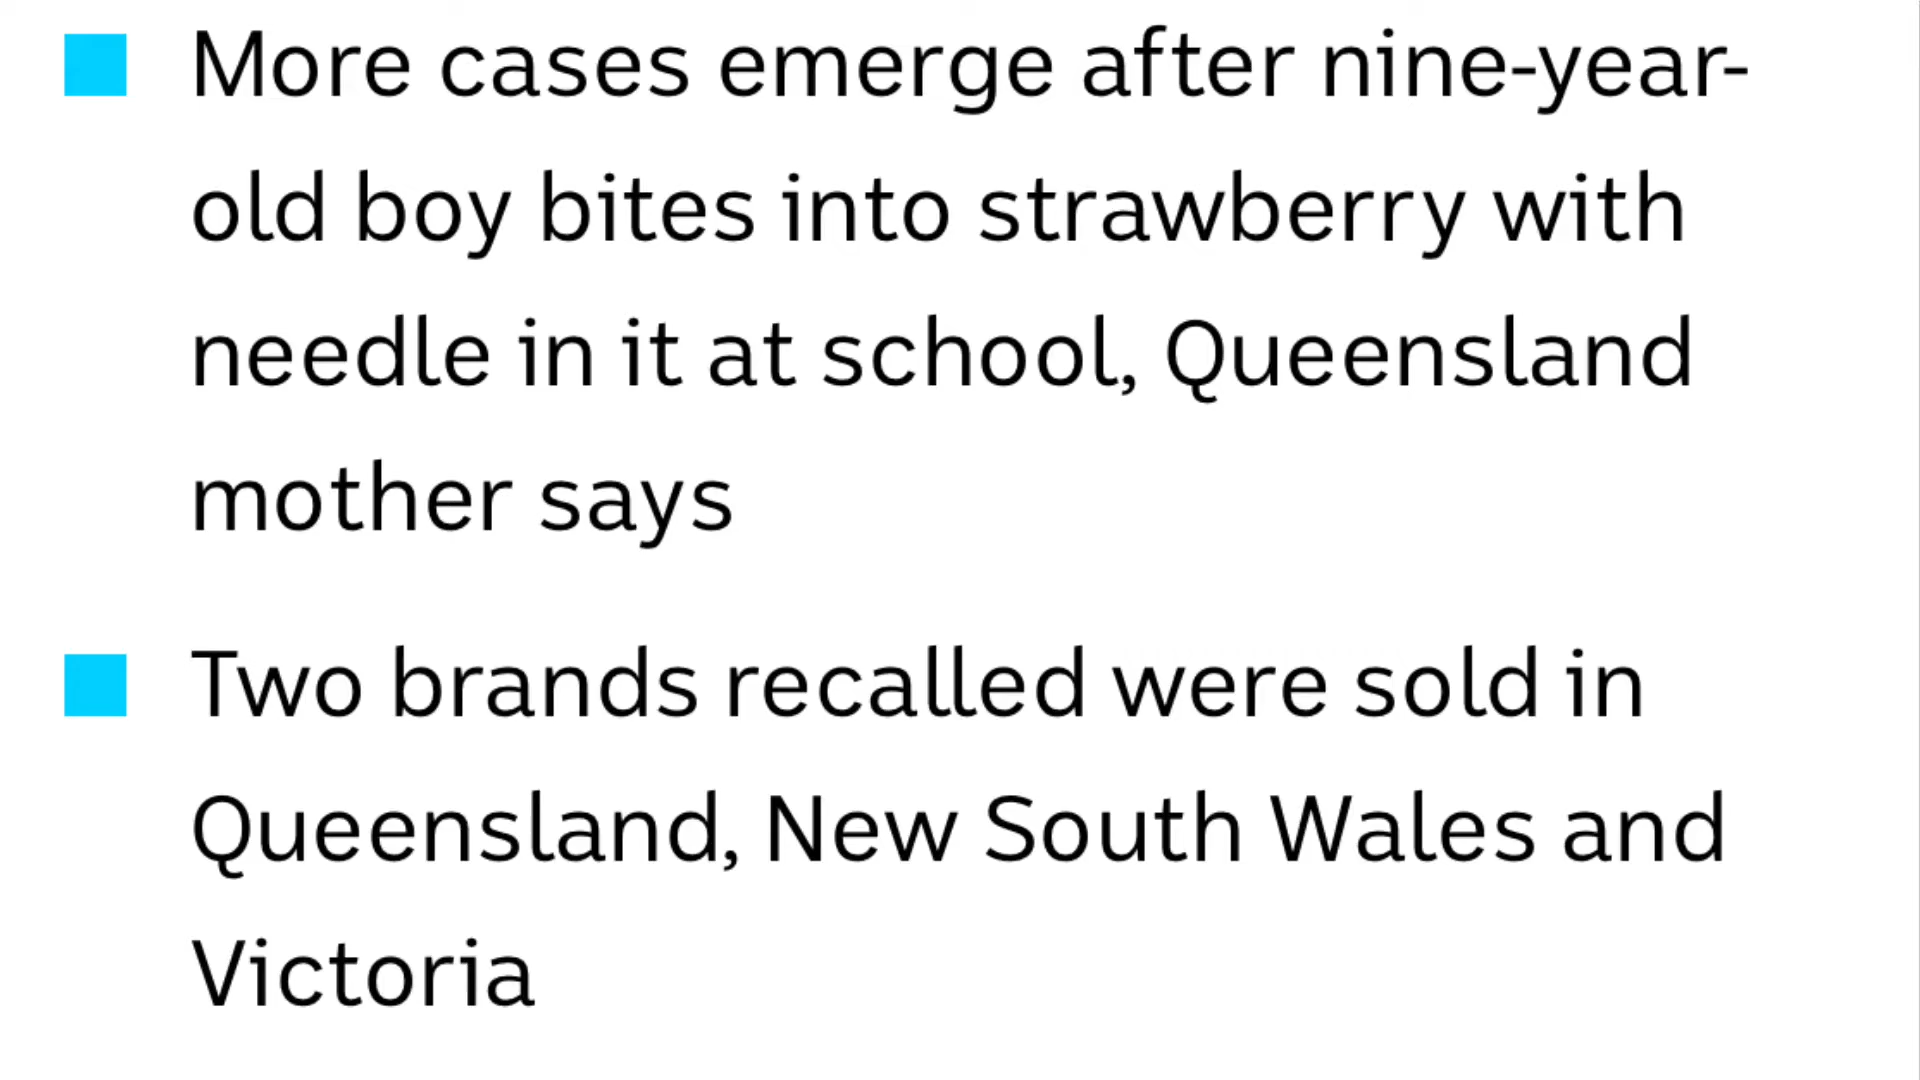 More cases emerge after nine-year-
old boy bites into strawberry with
needle in it at school, Queensland
mother says
Two brands recalled were sold in
Queensland, New South Wales and
Victoria